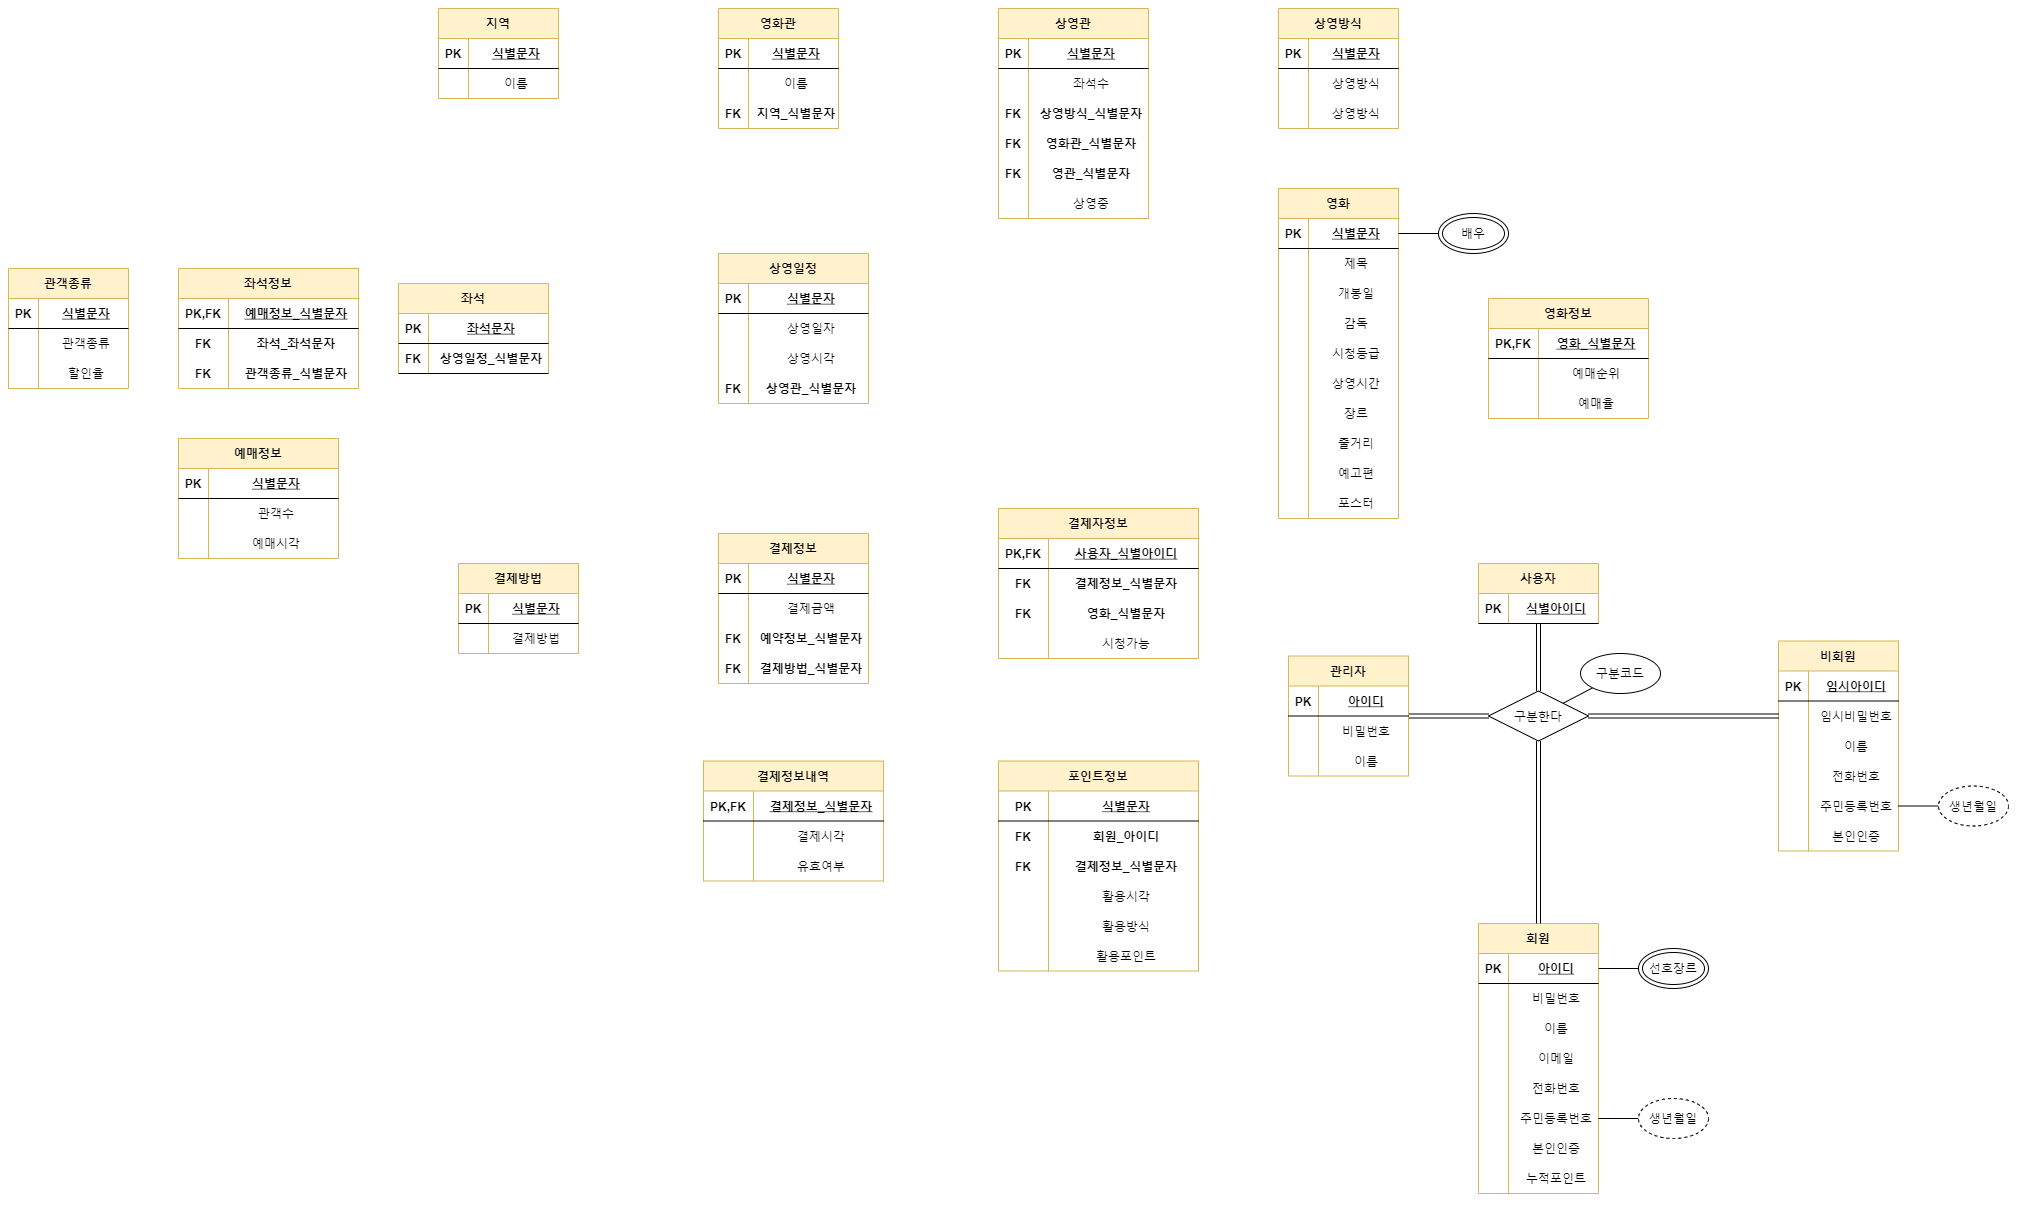 지역
PK 식별문자
이름
영화관
PK 식별문자
이름
FK 지역_식별문자
상영관
PK 식별문자
좌석수
FK 상영방식_식별문자
FK 영화관_식별문자
FK 영관_식별문자
상영중
상영방식
PK 식별문자
상영방식
상영방식
영화
PK 식별문자
제목
개봉일
감독
시청등급
상영시간
장르
줄거리
예고편
포스터
배우
영화정보
PK,FK 영화_식별문자
예매순위
예매율
관객종류
PK 식별문자
관객종류
할인율
좌석정보
PK,FK 예매정보_식별문자
FK 좌석_좌석문자
FK 관객종류_식별문자
좌석
PK 좌석문자
FK 상영일정_식별문자
상영일정
PK 식별문자
상영일자
상영시각
FK 상영관_식별문자
예매정보
PK 식별문자
관객수
예매시각
결제방법
PK 식별문자
결제방법
결제정보
PK 식별문자
결제금액
FK 예약정보_식별문자
FK 결제방법_식별문자
결제자정보
PK,FK 사용자_식별아이디
FK 결제정보_식별문자
FK 영화_식별문자
시청가능
사용자
PK 식별아이디
관리자
PK 아이디
비밀번호
이름
구분한다
구분코드
비회원
PK 임시아이디
임시비밀번호
이름
전화번호
주민등록번호
본인인증
생년월일
결제정보내역
PK,FK 결제정보_식별문자
결제시각
유효여부
포인트정보
PK 식별문자
FK 회원_아이디
FK 결제정보_식별문자
활용시각
활용방식
활용포인트
회원
PK 아이디
비밀번호
이름
이메일
전화번호
주민등록번호
본인인증
누적포인트
선호장르
생년월일